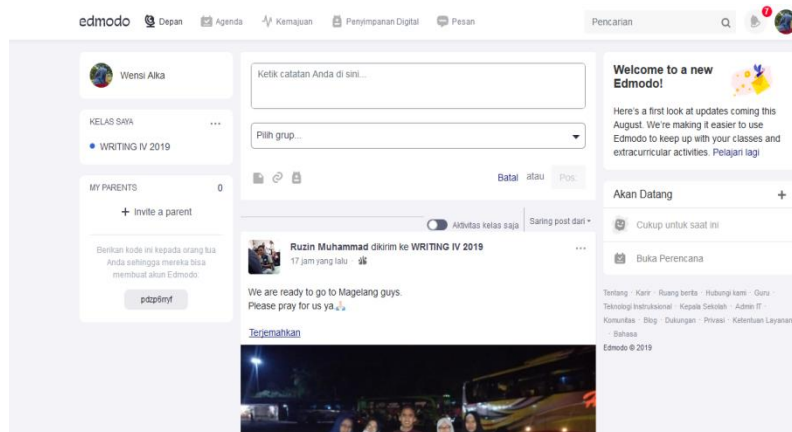 edmodo Depan Agenda Kemajuan Penyimpanan Digital Pesan Pencarian 7
Wensi Alka
KELAS SAYA ...
WRITING IV 2019
MY PARENTS 0
+ Invite a parent
Berikan kode ini kepada orang tua
Anda sehingga mereka bisa
membuat akun Edmodo.
Ketik catatan Anda di sini...
Pilih grup...
Batal atau Pos
Aktivitas kelas saja Saring post dari
Ruzin Muhammad dikirim ke WRITING IV 2019 ...
17 jam yang lalu ·
We are ready to go to Magelang guys.
Please pray for us ya🙏
Terjemahkan
Welcome to a new
Edmodo!
Here's a first look at updates coming this
August. We're making it easier to use
Edmodo to keep up with your classes and
extracurricular activities. Pelajari lagi
Akan Datang +
Cukup untuk saat ini
Buka Perencana
Tentang · Karir · Ruang berita · Hubungi kami · Guru ·
Teknologi Instruksional · Kepala Sekolah · Admin IT ·
Komunitas · Blog · Dukungan · Privasi · Ketentuan Layanan
· Bahasa
Edmodo © 2019